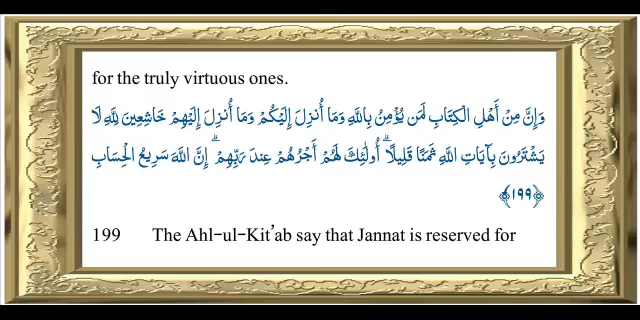 for the truly virtuous ones.
وَإِنَّ مِنْ أَهْلِ الْكِتَابِ لَمَن يُؤْمِنُ بِاللَّهِ وَمَا أُنزِلَ إِلَيْكُمْ وَمَا أُنزِلَ إِلَيْهِمْ خَاشِعِينَ لِلَّهِ لَا
يَشْتَرُونَ بِآيَاتِ اللَّهِ ثَمَنًا قَلِيلًا ۗ أُولَٰئِكَ لَهُمْ أَجْرُهُمْ عِندَ رَبِّهِمْ ۗ إِنَّ اللَّهَ سَرِيعُ الْحِسَابِ
﴿١٩٩﴾
199 The Ahl-ul-Kit’ab say that Jannat is reserved for